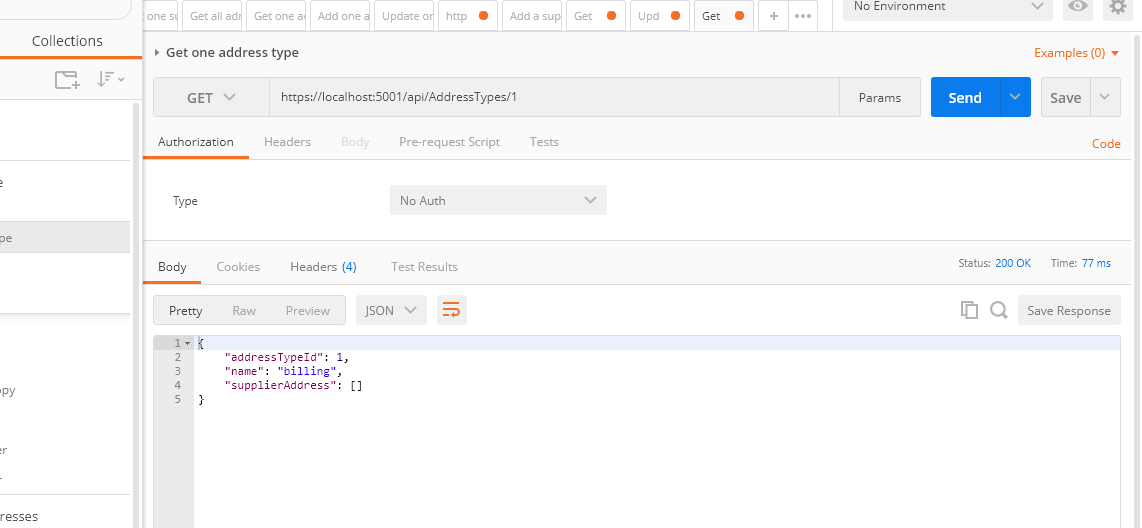 t one su Get all adr Get one ac Add one a Update or http Add a sup Get Upd Get + ••• No Environment
Collections
Get one address type Examples (0)
GET https://localhost:5001/api/AddressTypes/1 Params Send Save
Authorization Headers Body Pre-request Script Tests Code
e
Type No Auth
pe
Body Cookies Headers (4) Test Results Status: 200 OK Time: 77 ms
Pretty Raw Preview JSON Save Response
1 {
2 "addressTypeId": 1,
3 "name": "billing",
4 "supplierAddress": []
5 }
opy
er
resses